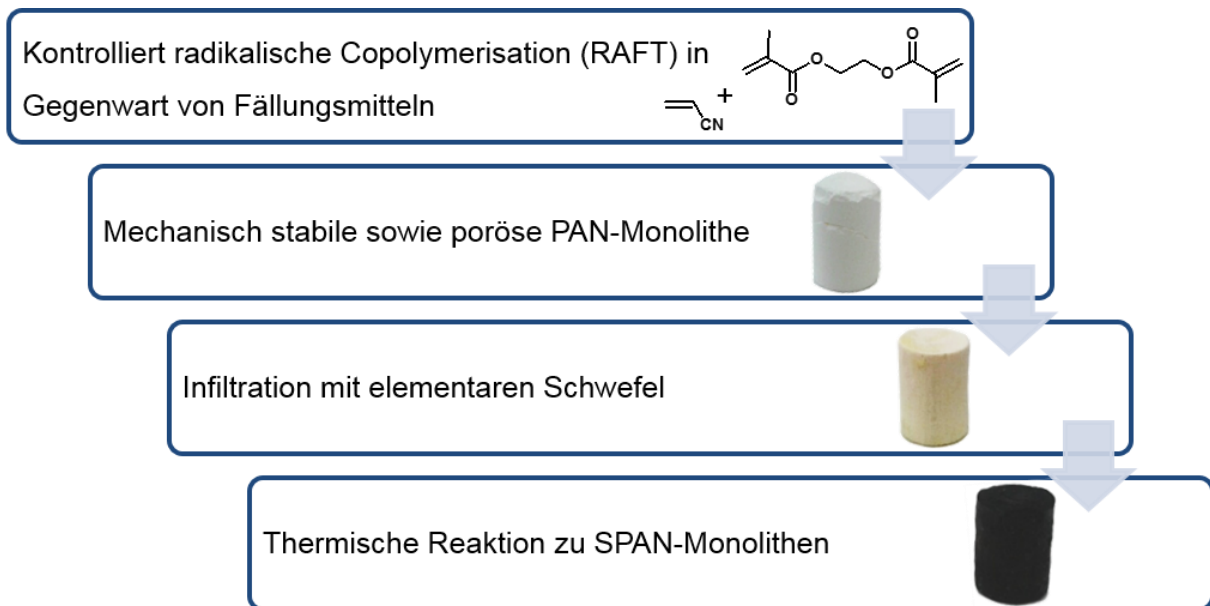 Kontrolliert radikalische Copolymerisation (RAFT) in
Gegenwart von Fällungsmitteln
O
O
O
O
+
CN
Mechanisch stabile sowie poröse PAN-Monolithe
Infiltration mit elementaren Schwefel
Thermische Reaktion zu SPAN-Monolithen